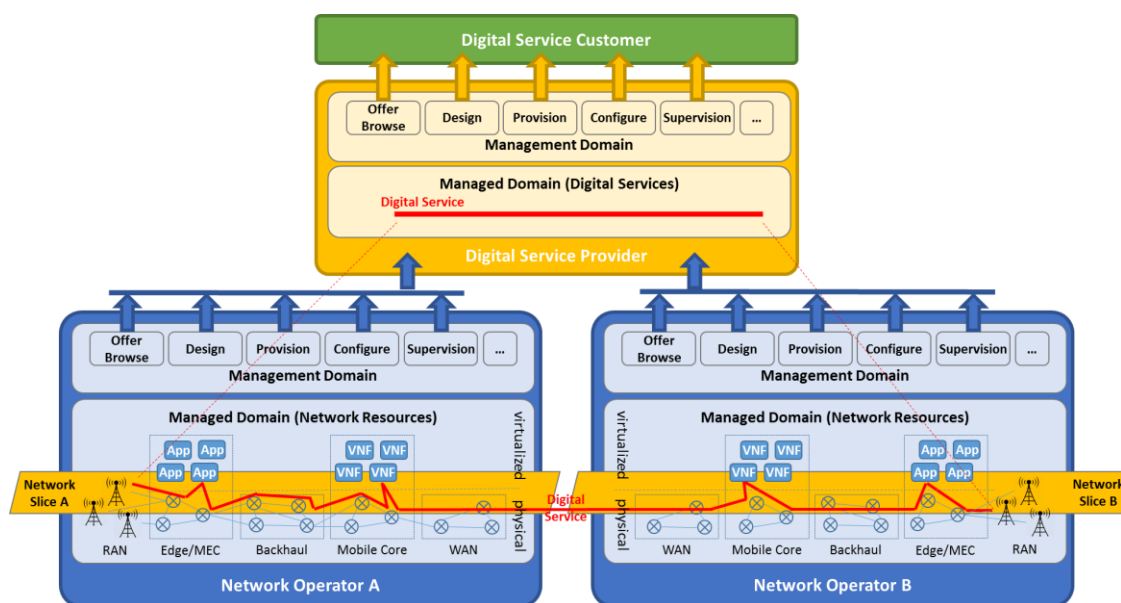 Digital Service Customer
Offer
Browse
Design
Provision
Configure
Supervision
...
Management Domain
Managed Domain (Digital Services)
Digital Service
Digital Service Provider
Offer
Browse
Design
Provision
Configure
Supervision
...
Management Domain
Managed Domain (Network Resources)
virtualized
physical
App
App
App
App
VNF
VNF
VNF
VNF
Network
Slice A
RAN
Edge/MEC
Backhaul
Mobile Core
WAN
Network Operator A
Digital
Service
Offer
Browse
Design
Provision
Configure
Supervision
...
Management Domain
Managed Domain (Network Resources)
virtualized
physical
VNF
VNF
VNF
VNF
App
App
App
App
Network
Slice B
WAN
Mobile Core
Backhaul
Edge/MEC
RAN
Network Operator B